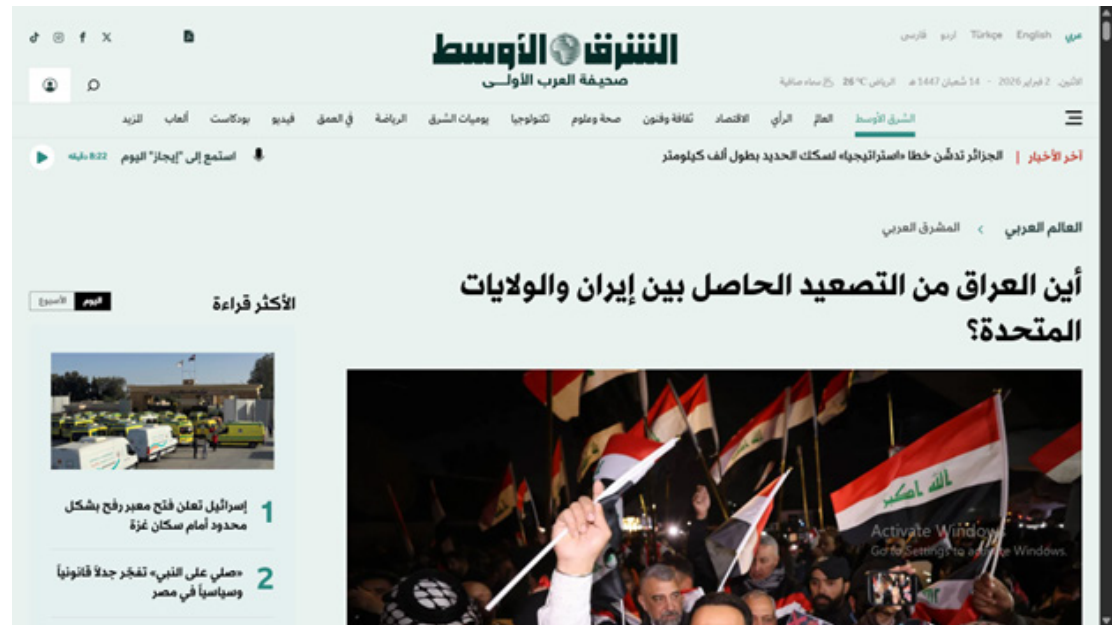 عربي English Türkçe اردو فارسى
الشرق الأوسط
صحيفة العرب الأولــى
الاثنين، 2 فبراير 2026 - 14 شعبان 1447 هـ الرياض 26°C سماء صافية
الشرق الأوسط العالم الرأي الاقتصاد ثقافة وفنون صحة وعلوم تكنولوجيا يوميات الشرق الرياضة في العمق فيديو بودكاست ألعاب المزيد
آخر الأخبار | الجزائر تدشّن خطا «استراتيجيا» لسكك الحديد بطول ألف كيلومتر
استمع إلى "إيجاز" اليوم 8:22 دقيقة
العالم العربي › المشرق العربي
أين العراق من التصعيد الحاصل بين إيران والولايات
المتحدة؟
الله اكبر
Activate Windows
Go to Settings to activate Windows.
الأكثر قراءة
اليوم الأسبوع
1 إسرائيل تعلن فتح معبر رفح بشكل
محدود أمام سكان غزة
2 «صلي على النبي» تفجّر جدلاً قانونياً
وسياسياً في مصر